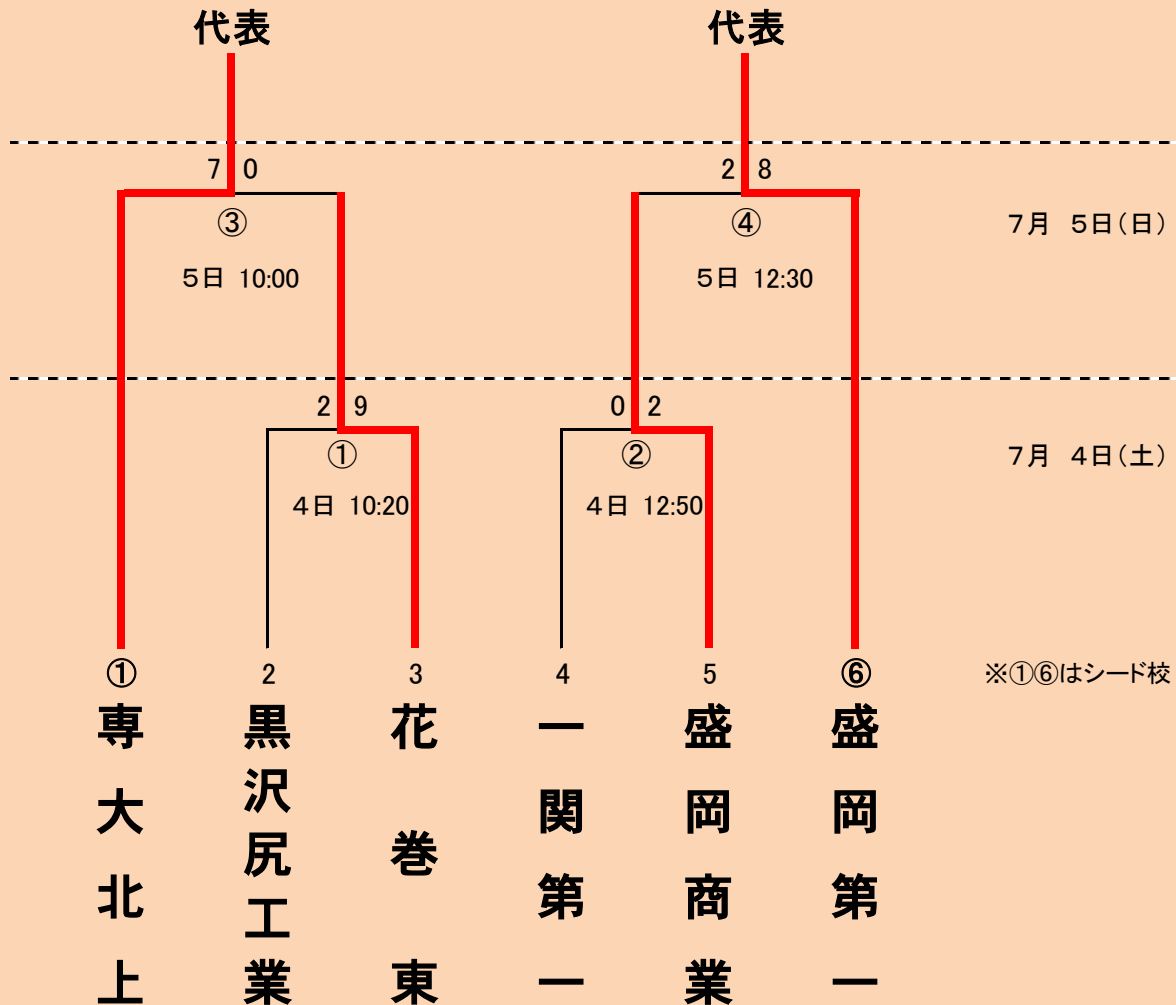 代表 代表
7 0 2 8
③ ④ 7月 5日(日)
5日 10:00 5日 12:30
2 9 0 2
① ② 7月 4日(土)
4日 10:20 4日 12:50
① 2 3 4 5 ⑥ ※①⑥はシード校
専大北上
黒沢尻工業
花巻東
一関第一
盛岡商業
盛岡第一